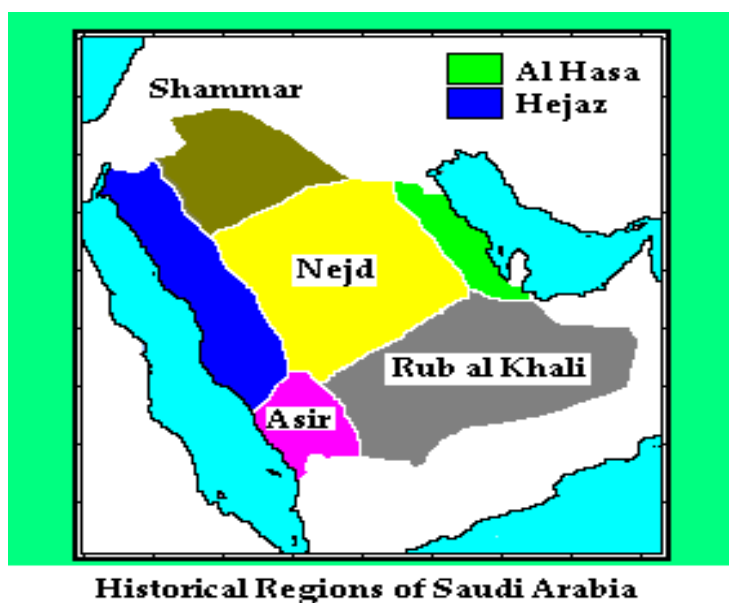 Shammar
Al Hasa
Hejaz
Nejd
Rub al Khali
Asir
Historical Regions of Saudi Arabia